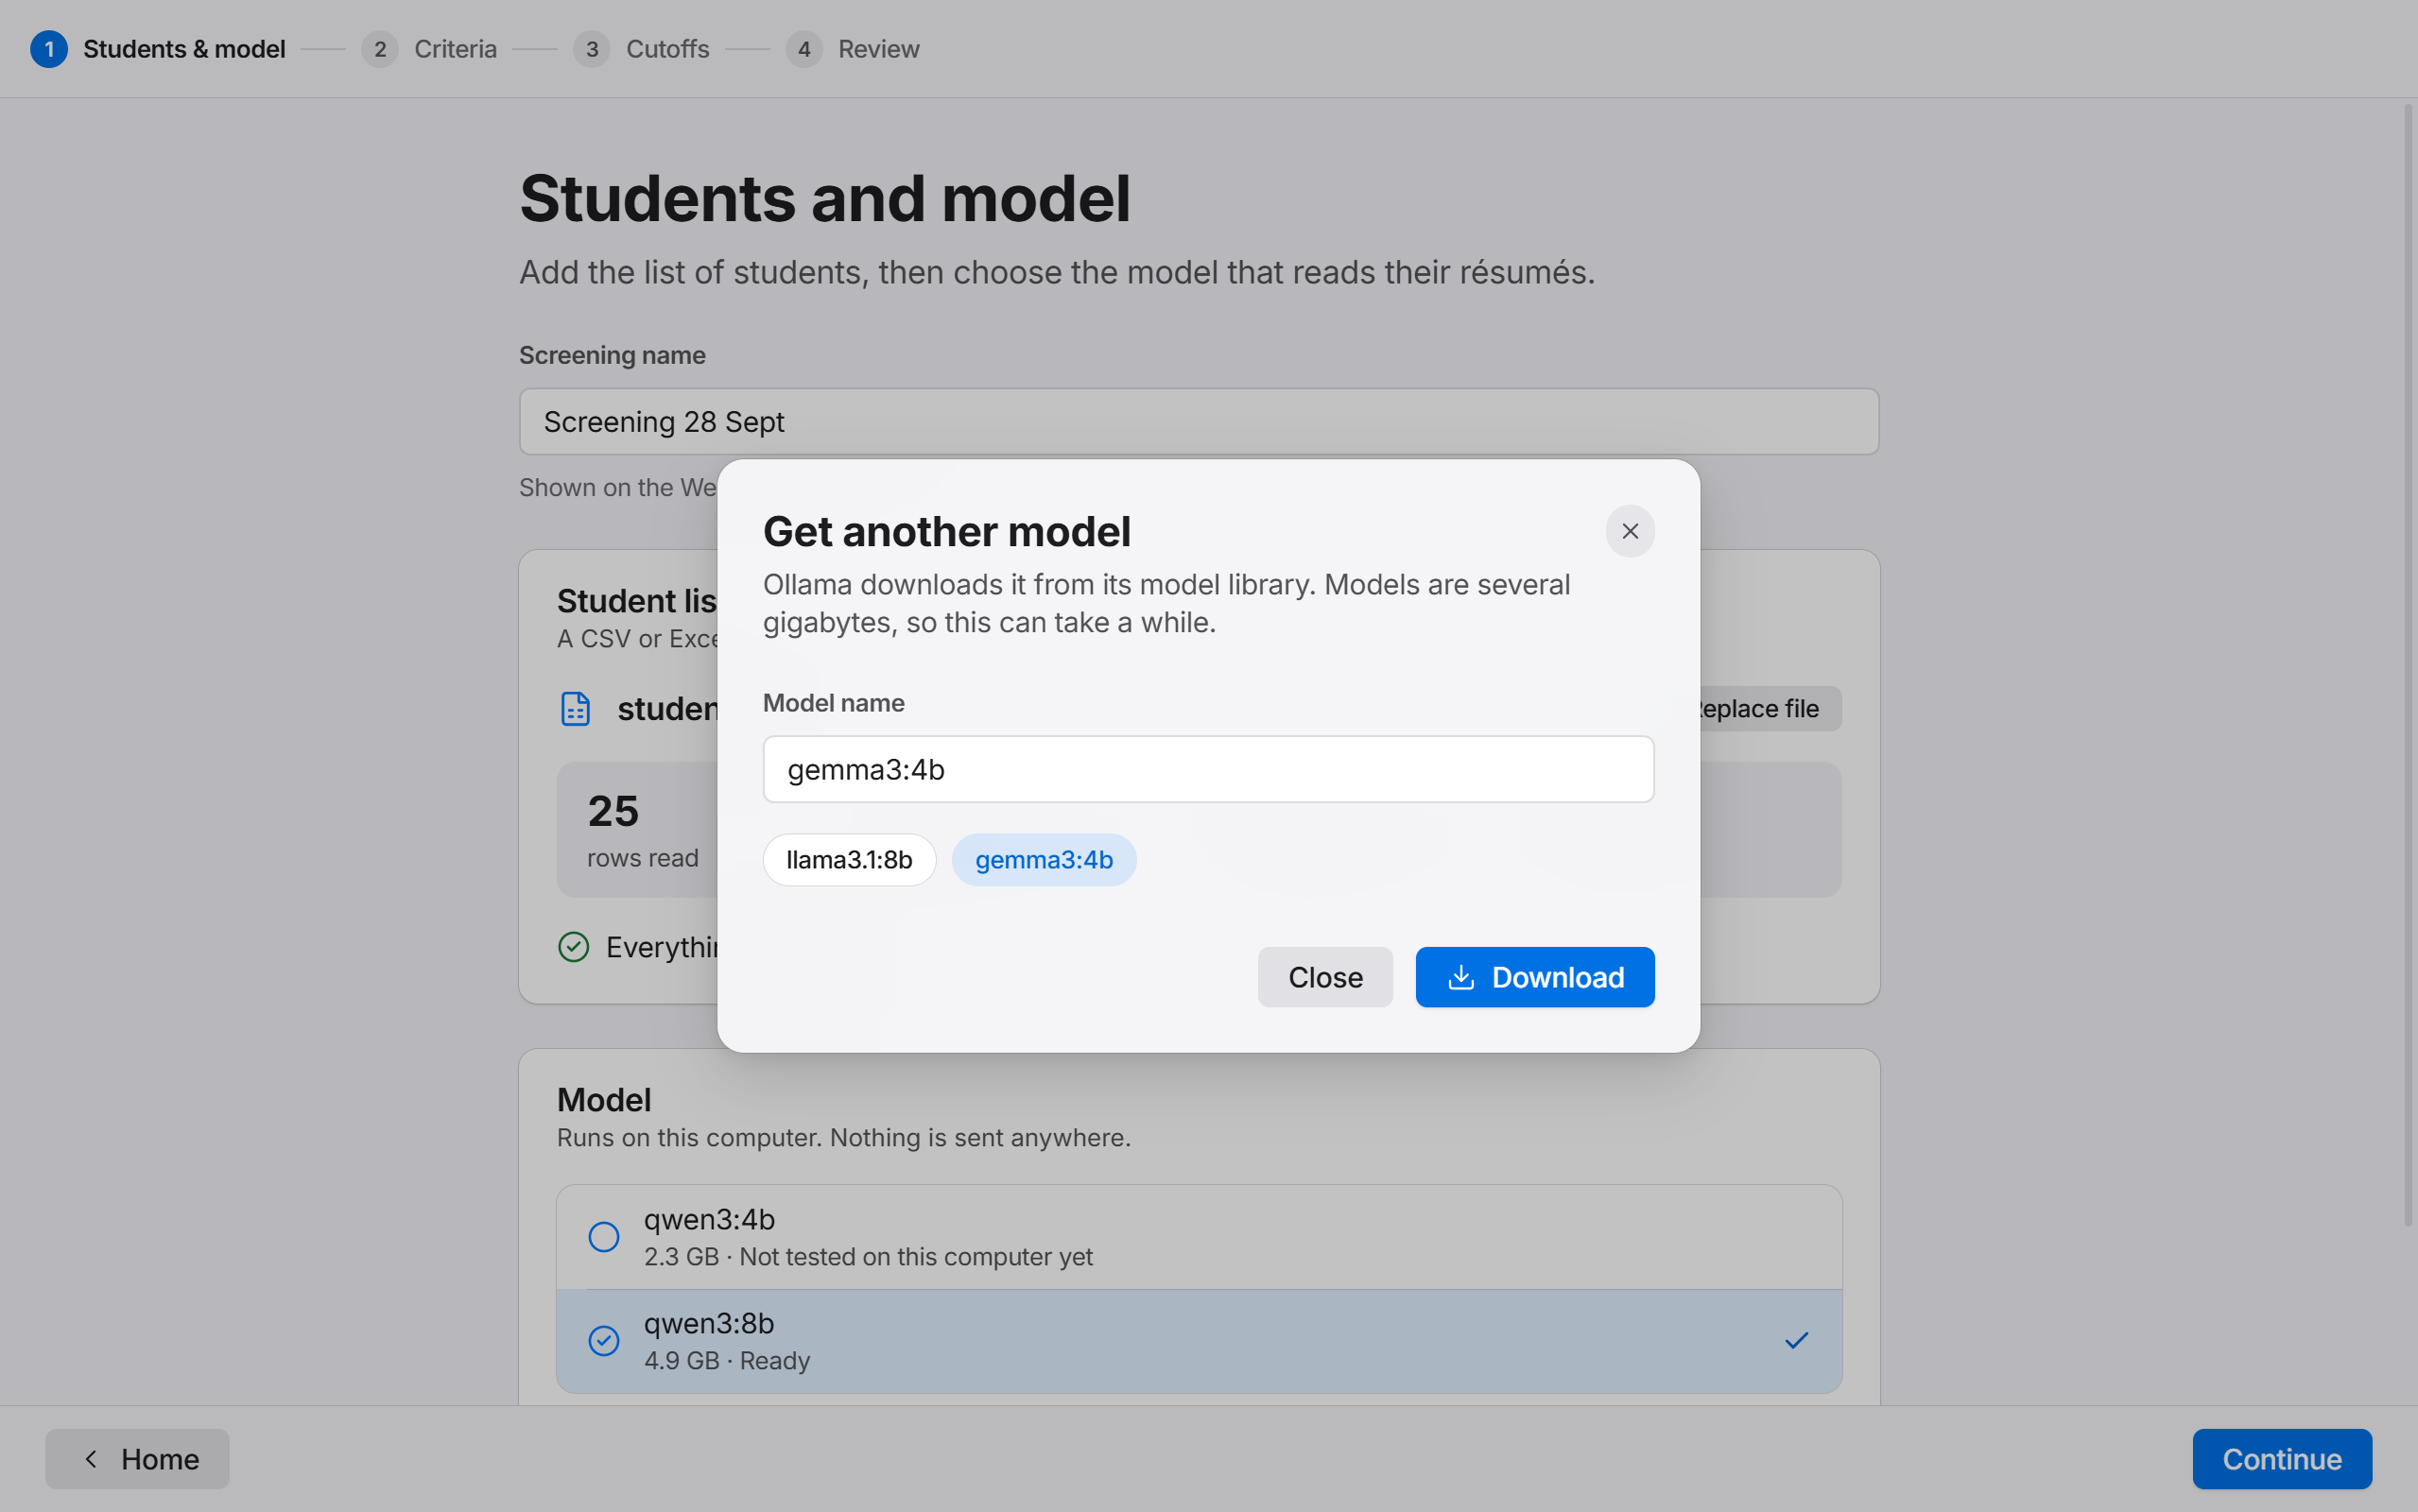 1 Students & model
2 Criteria
3 Cutoffs
4 Review
Students and model
Add the list of students, then choose the model that reads their résumés.
Screening name
Screening 28 Sept
Shown on the We
Get another model
Ollama downloads it from its model library. Models are several
gigabytes, so this can take a while.
Model name
gemma3:4b
llama3.1:8b
gemma3:4b
Close
Download
Student lis
A CSV or Exce
studen
Replace file
25
rows read
Everythin
Model
Runs on this computer. Nothing is sent anywhere.
qwen3:4b
2.3 GB · Not tested on this computer yet
qwen3:8b
4.9 GB · Ready
Home
Continue